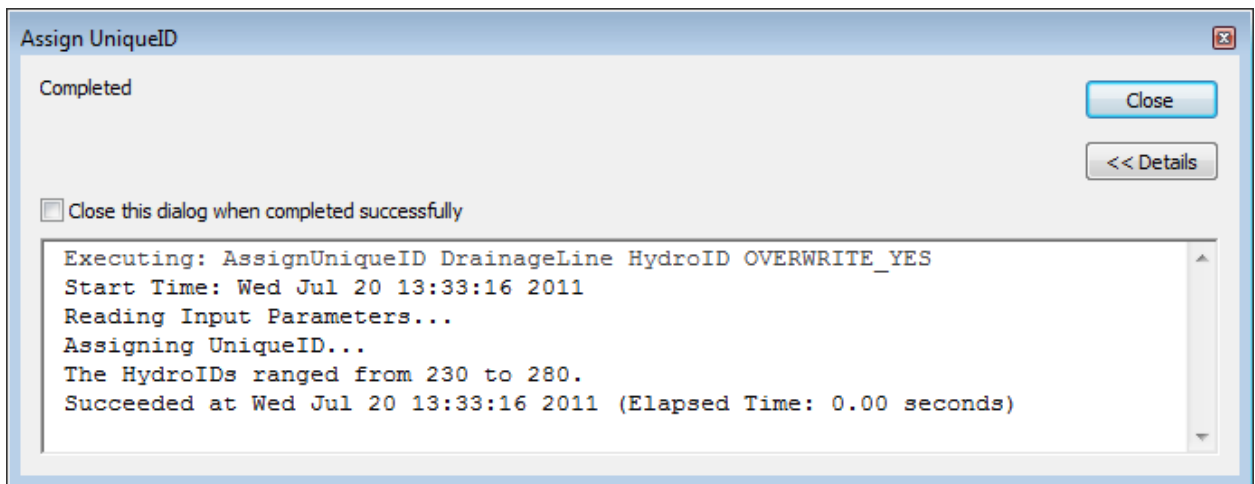 Assign UniqueID
Completed
Close
<< Details
Close this dialog when completed successfully
Executing: AssignUniqueID DrainageLine HydroID OVERWRITE_YES
Start Time: Wed Jul 20 13:33:16 2011
Reading Input Parameters...
Assigning UniqueID...
The HydroIDs ranged from 230 to 280.
Succeeded at Wed Jul 20 13:33:16 2011 (Elapsed Time: 0.00 seconds)